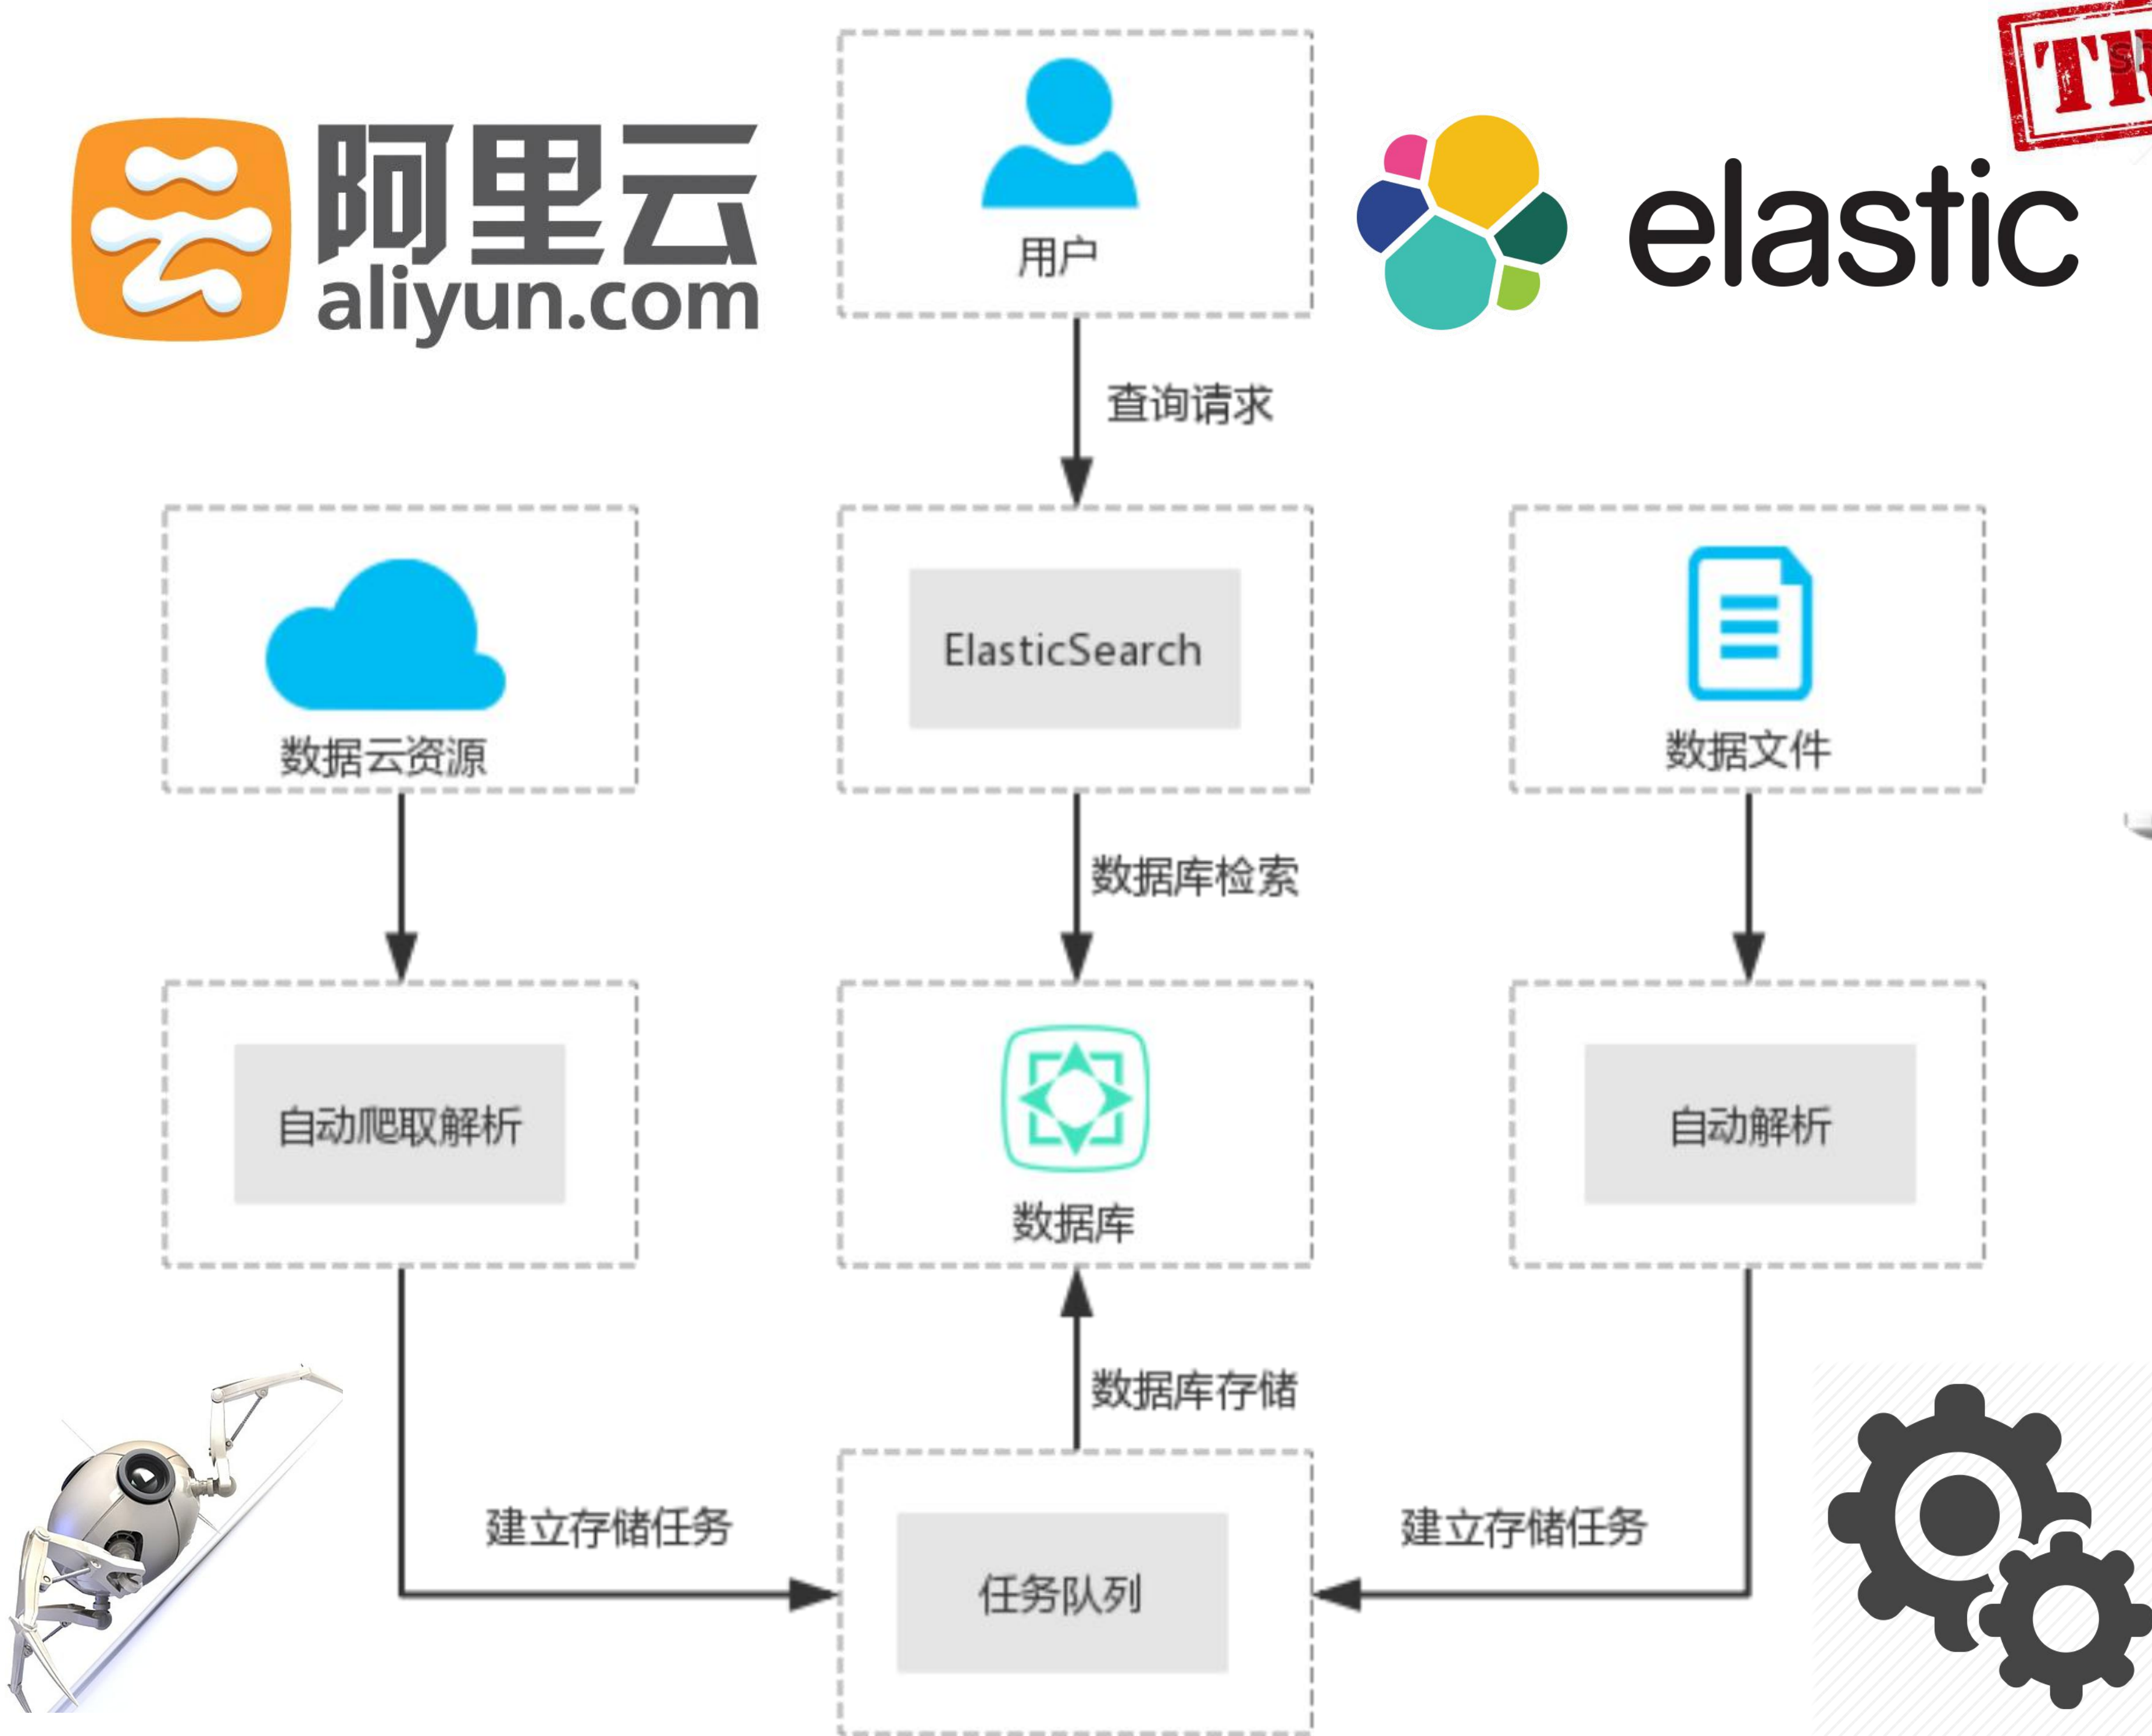 阿里云
aliyun.com
用户
elastic
查询请求
数据云资源
ElasticSearch
数据文件
数据库检索
自动爬取解析
数据库
自动解析
数据库存储
建立存储任务
任务队列
建立存储任务